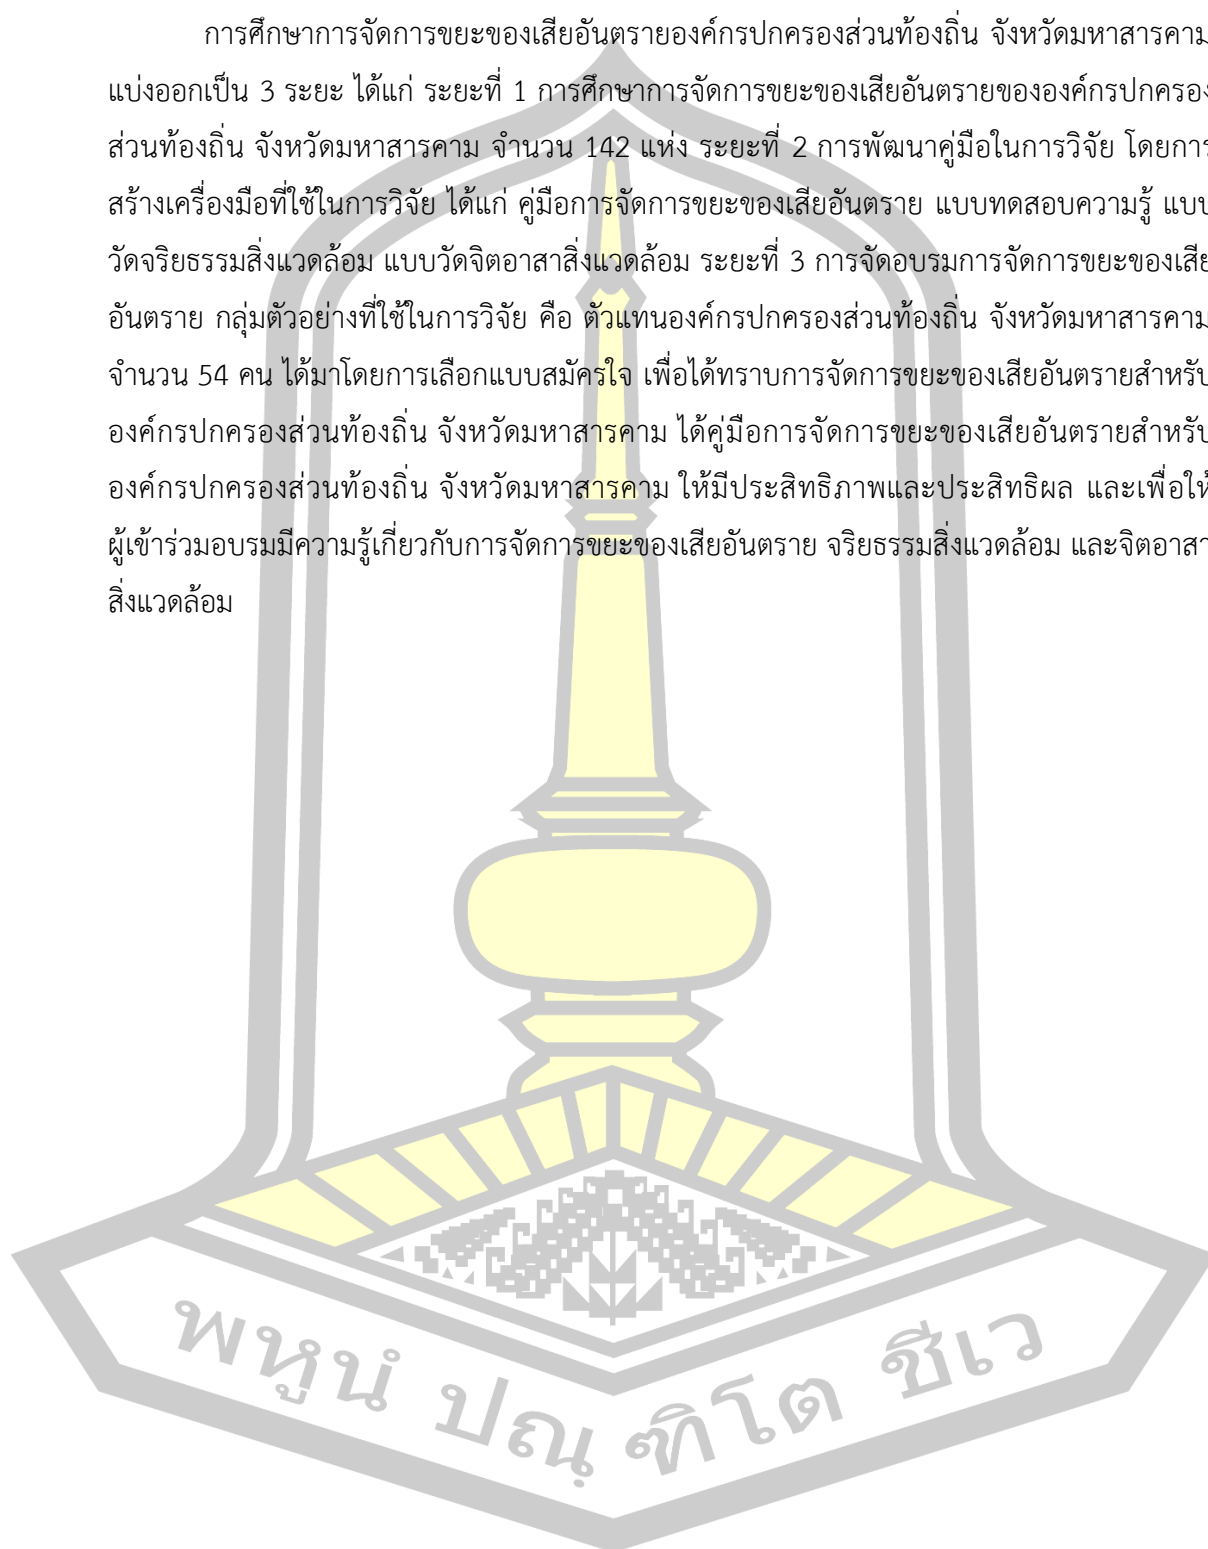 การศึกษาการจัดการขยะของเสียอันตรายองค์กรปกครองส่วนท้องถิ่น จังหวัดมหาสารคาม
แบ่งออกเป็น 3 ระยะ ได้แก่ ระยะที่ 1 การศึกษาการจัดการขยะของเสียอันตรายขององค์กรปกครอง
ส่วนท้องถิ่น จังหวัดมหาสารคาม จำนวน 142 แห่ง ระยะที่ 2 การพัฒนาคู่มือในการวิจัย โดยการ
สร้างเครื่องมือที่ใช้ในการวิจัย ได้แก่ คู่มือการจัดการขยะของเสียอันตราย แบบทดสอบความรู้ แบบ
วัดจริยธรรมสิ่งแวดล้อม แบบวัดจิตอาสาสิ่งแวดล้อม ระยะที่ 3 การจัดอบรมการจัดการขยะของเสีย
อันตราย กลุ่มตัวอย่างที่ใช้ในการวิจัย คือ ตัวแทนองค์กรปกครองส่วนท้องถิ่น จังหวัดมหาสารคาม
จำนวน 54 คน ได้มาโดยการเลือกแบบสมัครใจ เพื่อได้ทราบการจัดการขยะของเสียอันตรายสำหรับ
องค์กรปกครองส่วนท้องถิ่น จังหวัดมหาสารคาม ได้คู่มือการจัดการขยะของเสียอันตรายสำหรับ
องค์กรปกครองส่วนท้องถิ่น จังหวัดมหาสารคาม ให้มีประสิทธิภาพและประสิทธิผล และเพื่อให้
ผู้เข้าร่วมอบรมมีความรู้เกี่ยวกับการจัดการขยะของเสียอันตราย จริยธรรมสิ่งแวดล้อม และจิตอาสา
สิ่งแวดล้อม
พหูนํ ปณฺฑิโต ชีเว